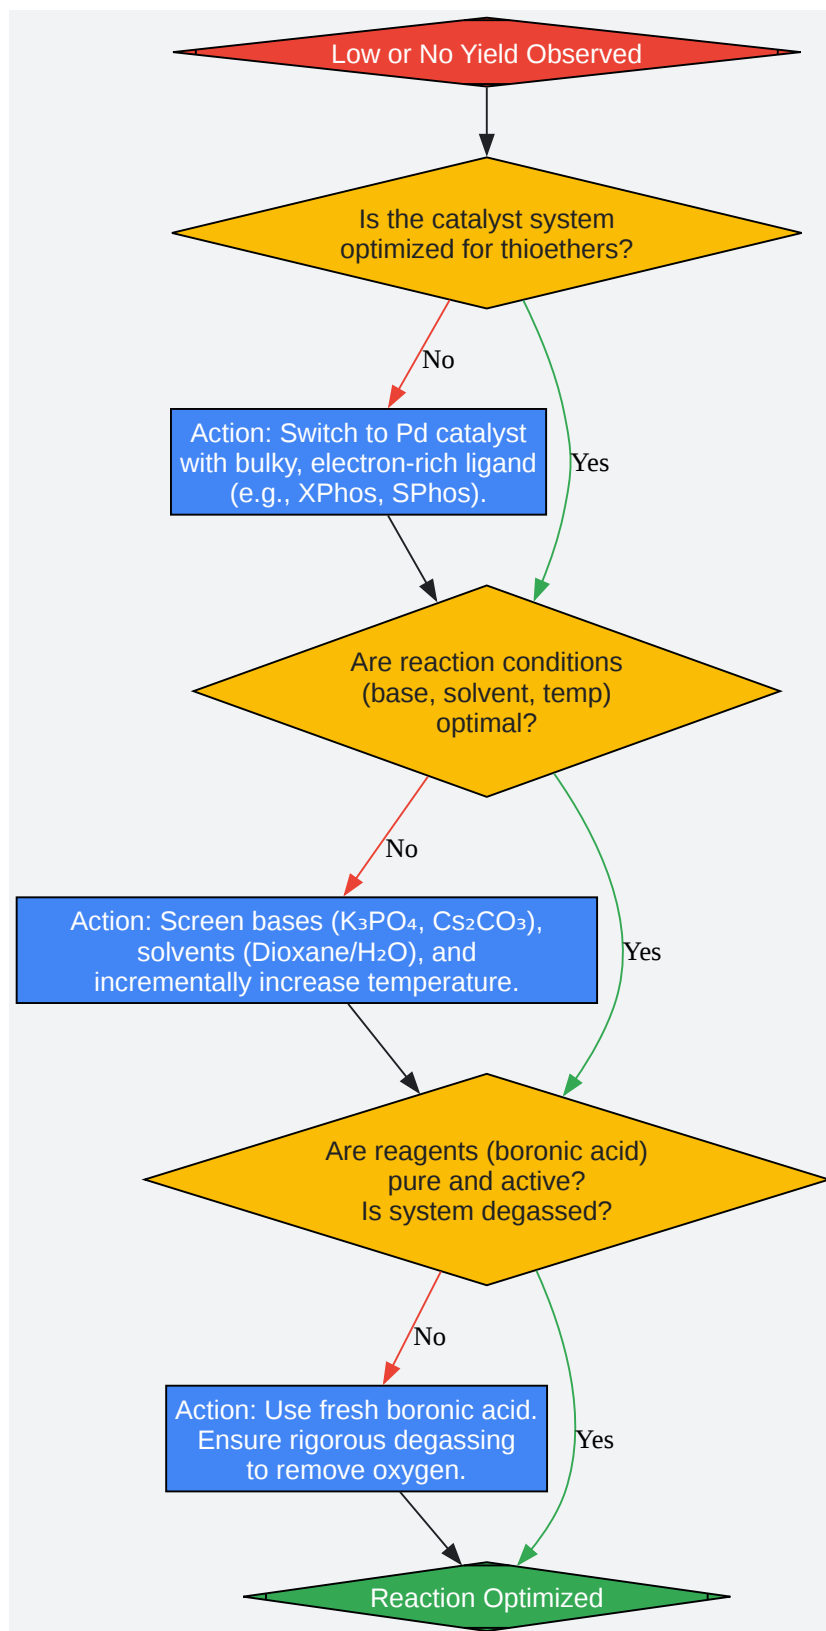 Low or No Yield Observed
Is the catalyst system
optimized for thioethers?
No
Action: Switch to Pd catalyst
with bulky, electron-rich ligand
(e.g., XPhos, SPhos).
Yes
Are reaction conditions
(base, solvent, temp)
optimal?
No
Action: Screen bases (K₃PO₄, Cs₂CO₃),
solvents (Dioxane/H₂O), and
incrementally increase temperature.
Yes
Are reagents (boronic acid)
pure and active?
Is system degassed?
No
Action: Use fresh boronic acid.
Ensure rigorous degassing
to remove oxygen.
Yes
Reaction Optimized